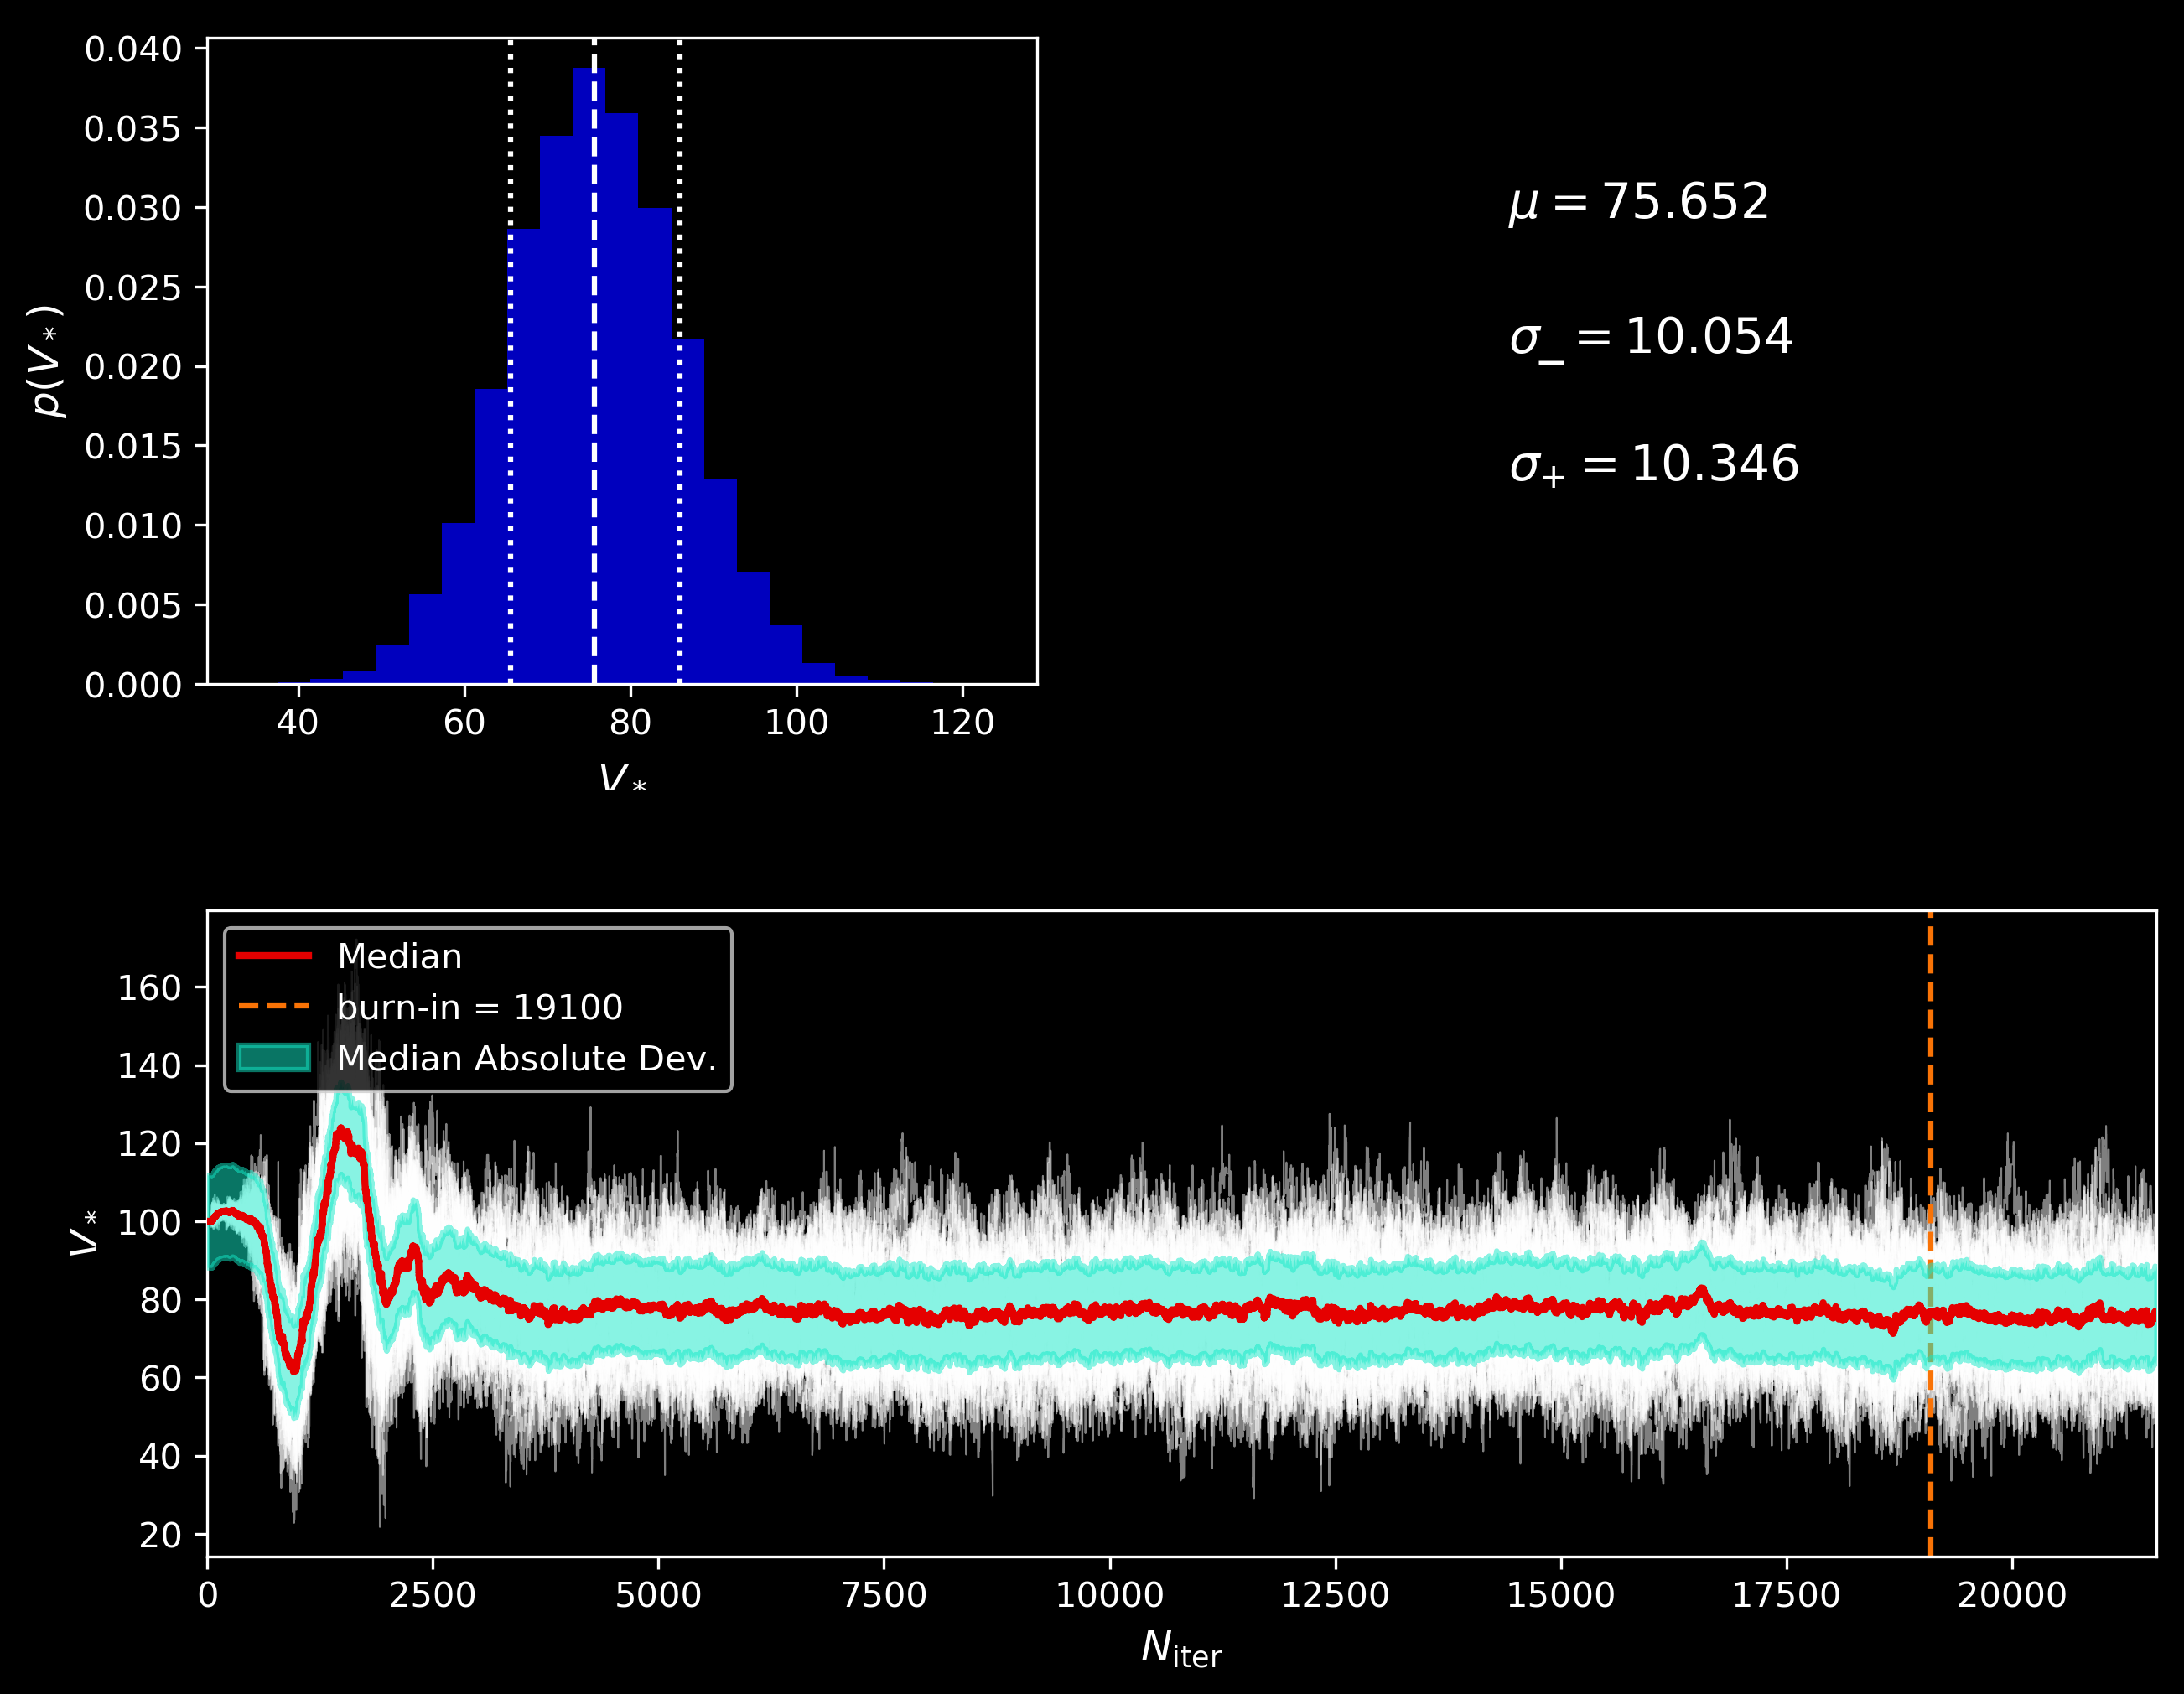 0.040
0.035
0.030
0.025
0.020
0.015
0.010
0.005
0.000
p(V*)
40 60 80 100 120
V*
μ = 75.652
σ_ = 10.054
σ+ = 10.346
Median
burn-in = 19100
Median Absolute Dev.
160
140
120
100
80
60
40
20
V*
0 2500 5000 7500 10000 12500 15000 17500 20000
Niter